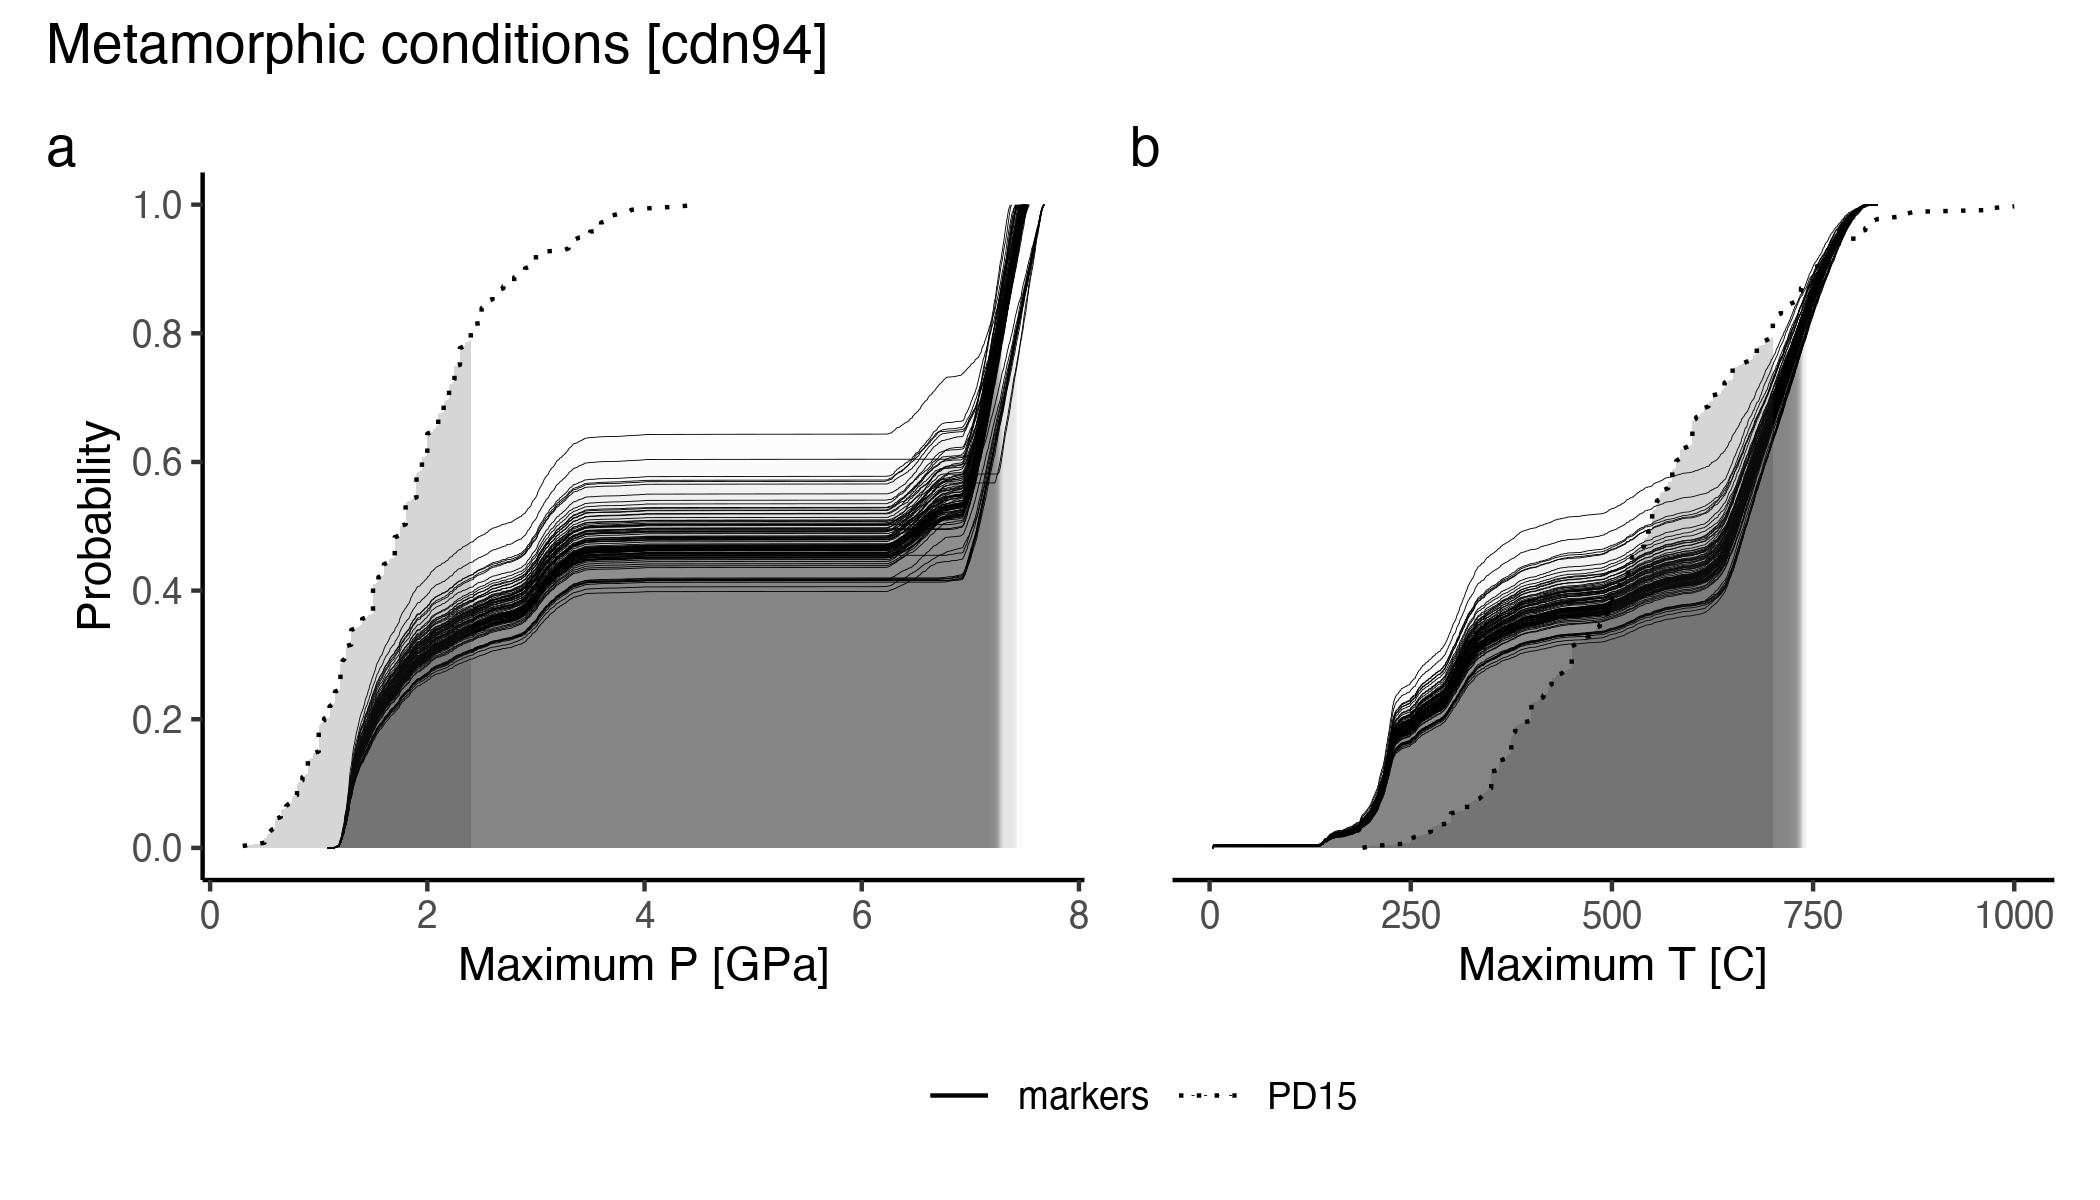 Metamorphic conditions [cdn94]
a
b
1.0
0.8
0.6
0.4
0.2
0.0
Probability
0 2 4 6 8
Maximum P [GPa]
0 250 500 750 1000
Maximum T [C]
markers PD15